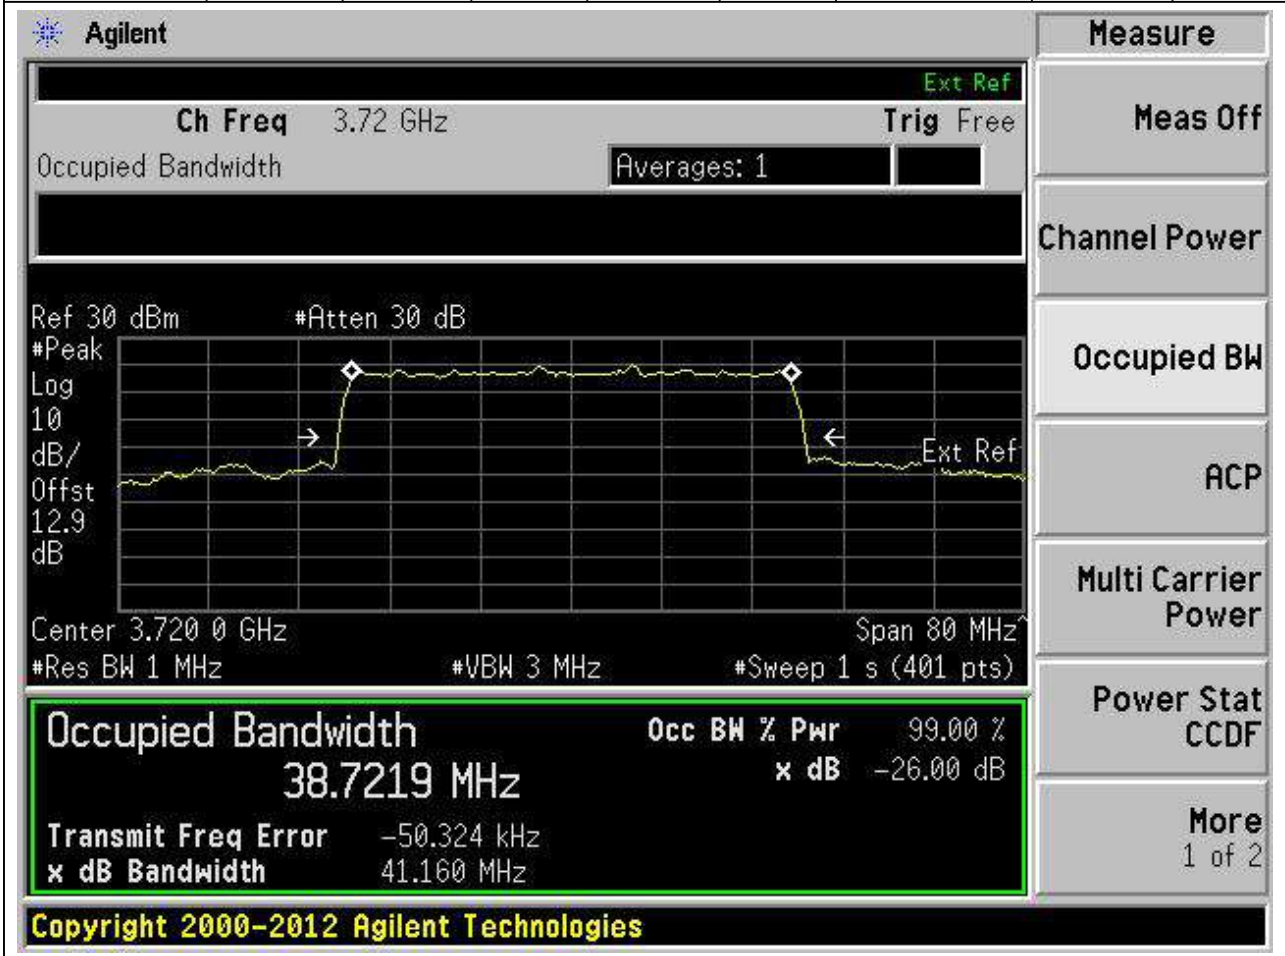 Agilent
Measure
Ext Ref
Ch Freq 3.72 GHz Trig Free
Meas Off
Occupied Bandwidth Averages: 1
Channel Power
Ref 30 dBm #Atten 30 dB
#Peak
Log
10
dB/
Offst
12.9
dB
Ext Ref
Occupied BW
ACP
Center 3.720 0 GHz Span 80 MHz^
#Res BW 1 MHz #VBW 3 MHz #Sweep 1 s (401 pts)
Multi Carrier
Power
Occupied Bandwidth Occ BW % Pwr 99.00 %
38.7219 MHz x dB -26.00 dB
Transmit Freq Error -50.324 kHz
x dB Bandwidth 41.160 MHz
Power Stat
CCDF
More
1 of 2
Copyright 2000-2012 Agilent Technologies